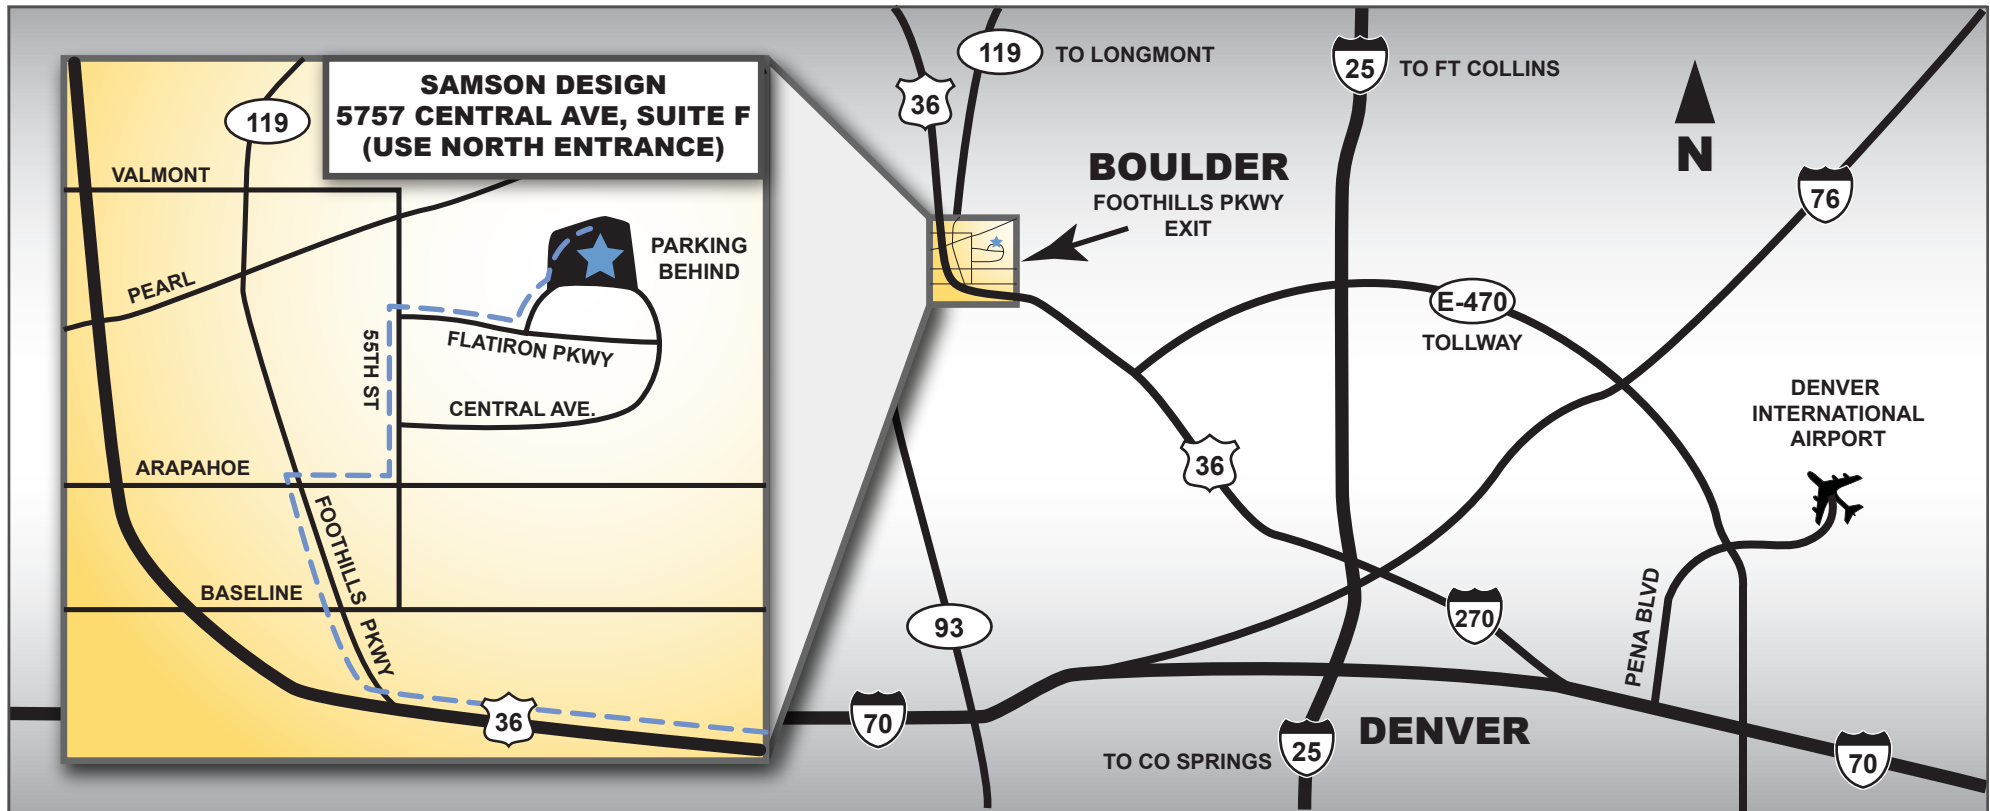 SAMSON DESIGN
5757 CENTRAL AVE, SUITE F
(USE NORTH ENTRANCE)
119
VALMONT
PEARL
PARKING
BEHIND
55TH ST
FLATIRON PKWY
CENTRAL AVE.
ARAPAHOE
FOOTHILLS PKWY
BASELINE
36
36
119
TO LONGMONT
25
TO FT COLLINS
N
BOULDER
FOOTHILLS PKWY
EXIT
76
E-470
TOLLWAY
DENVER
INTERNATIONAL
AIRPORT
36
93
270
PENA BLVD
70
DENVER
25
TO CO SPRINGS
70